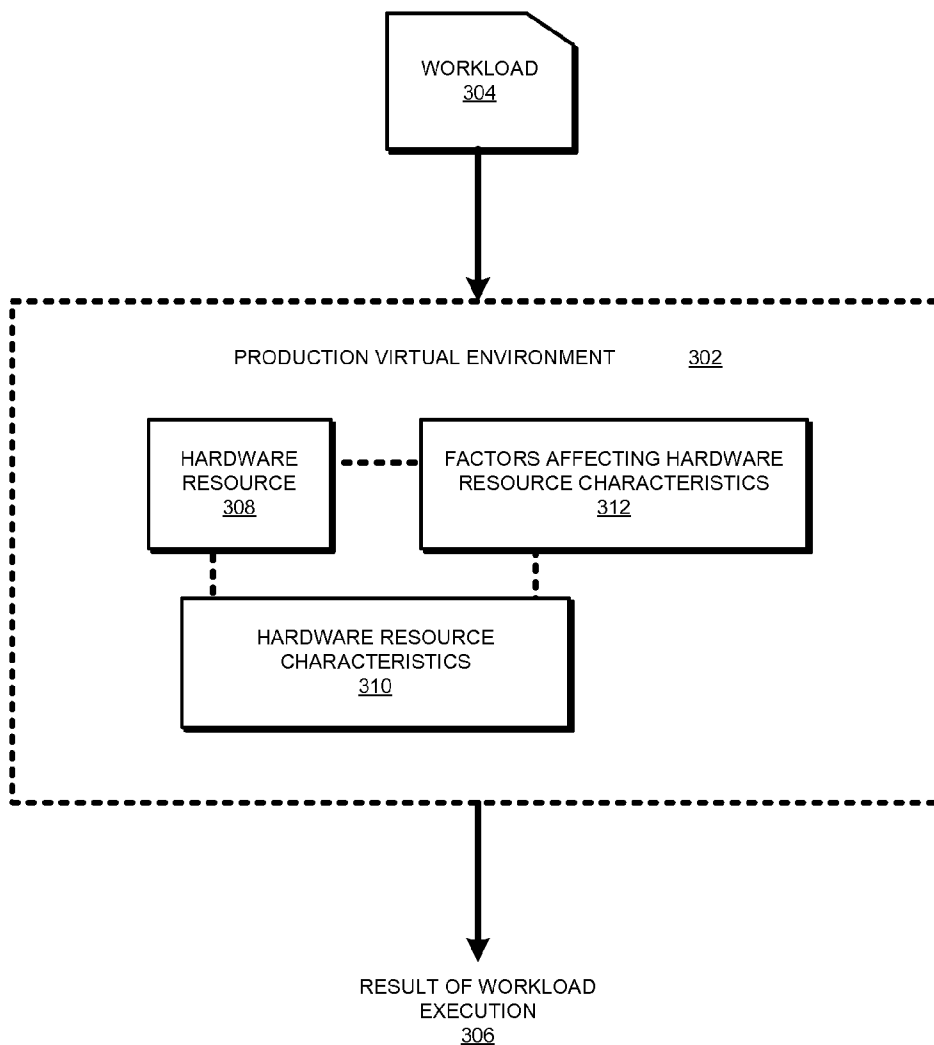 WORKLOAD
304
PRODUCTION VIRTUAL ENVIRONMENT 302
HARDWARE
RESOURCE
308
FACTORS AFFECTING HARDWARE
RESOURCE CHARACTERISTICS
312
HARDWARE RESOURCE
CHARACTERISTICS
310
RESULT OF WORKLOAD
EXECUTION
306